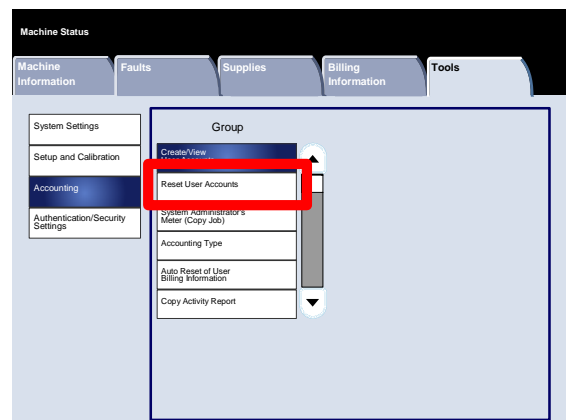 Machine Status
Machine
Information
Faults
Supplies
Billing
Information
Tools
System Settings
Setup and Calibration
Accounting
Authentication/Security
Settings
Group
Create/View
Reset User Accounts
System Administrator's
Meter (Copy Job)
Accounting Type
Auto Reset of User
Billing Information
Copy Activity Report